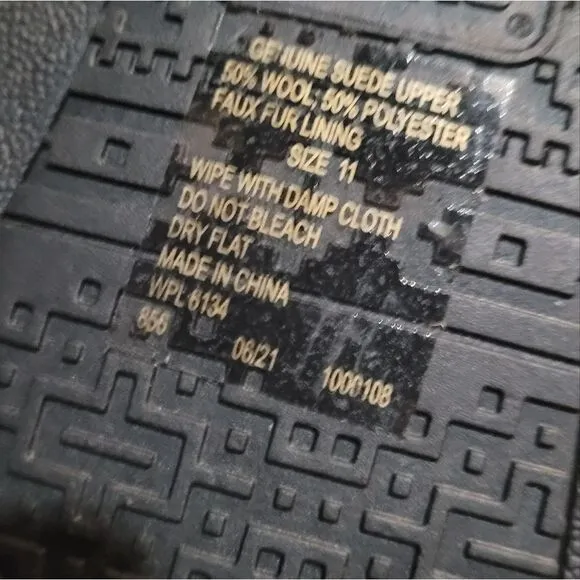 GENUINE SUEDE UPPER,
50% WOOL, 50% POLYESTER
FAUX FUR LINING
SIZE 11
WIPE WITH DAMP CLOTH
DO NOT BLEACH
DRY FLAT
MADE IN CHINA
WPL 6134
856 06/21 1000108